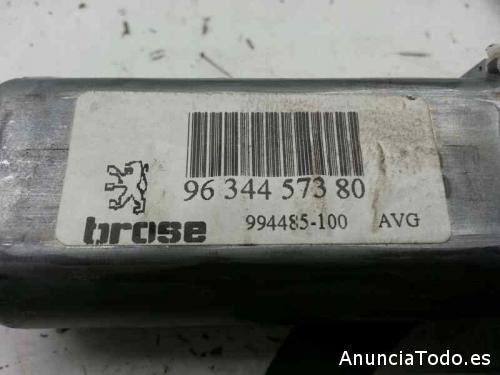 96 344 573 80
brose
994485-100 AVG
AnunciaTodo.es